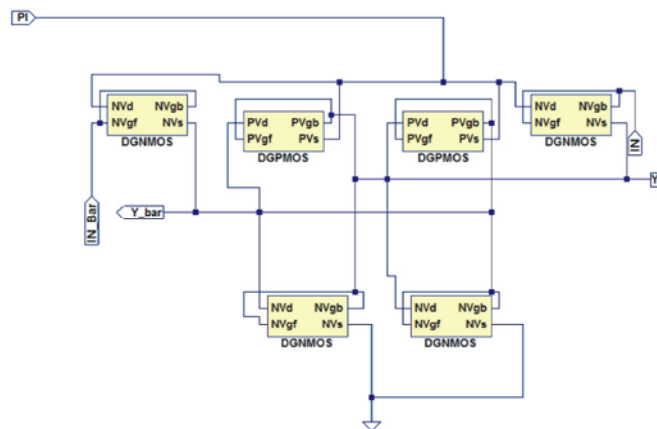 PI
NVd NVgb
NVgf NVs
DGNMOS
PVd PVgb
PVgf PVs
DGPMOS
PVd PVgb
PVgf PVs
DGPMOS
NVd NVgb
NVgf NVs
DGNMOS
IN
Y
IN_Bar
Y_bar
NVd NVgb
NVgf NVs
DGNMOS
NVd NVgb
NVgf NVs
DGNMOS